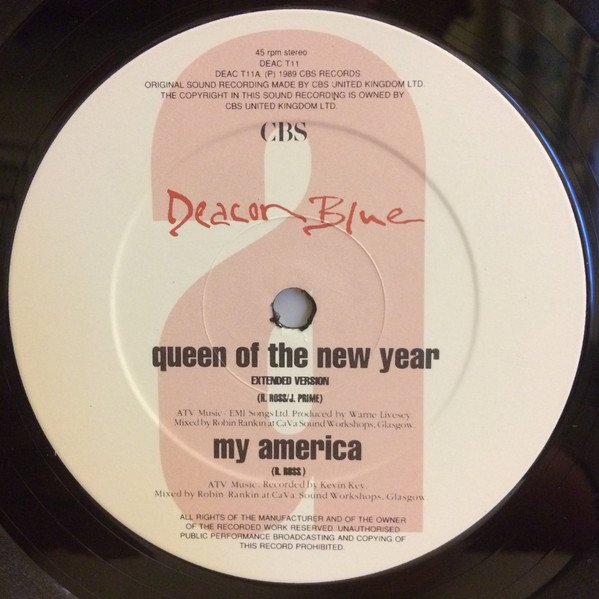 45 rpm stereo
DEAC T11
DEAC T11A (P) 1989 CBS RECORDS
ORIGINAL SOUND RECORDING MADE BY CBS UNITED KINGDOM LTD.
THE COPYRIGHT IN THIS SOUND RECORDING IS OWNED BY
CBS UNITED KINGDOM LTD.
CBS
Deacon Blue
a
queen of the new year
EXTENDED VERSION
(R. ROSS/J. PRIME)
ATV Music / EMI Songs Ltd. Produced by Warne Livesey.
Mixed by Robin Rankin at CaVa Sound Workshops, Glasgow
my america
(R. ROSS)
ATV Music. Recorded by Kevin Key.
Mixed by Robin Rankin at CaVa Sound Workshops, Glasgow
ALL RIGHTS OF THE MANUFACTURER AND OF THE OWNER
OF THE RECORDED WORK RESERVED. UNAUTHORISED
PUBLIC PERFORMANCE BROADCASTING AND COPYING OF
THIS RECORD PROHIBITED.